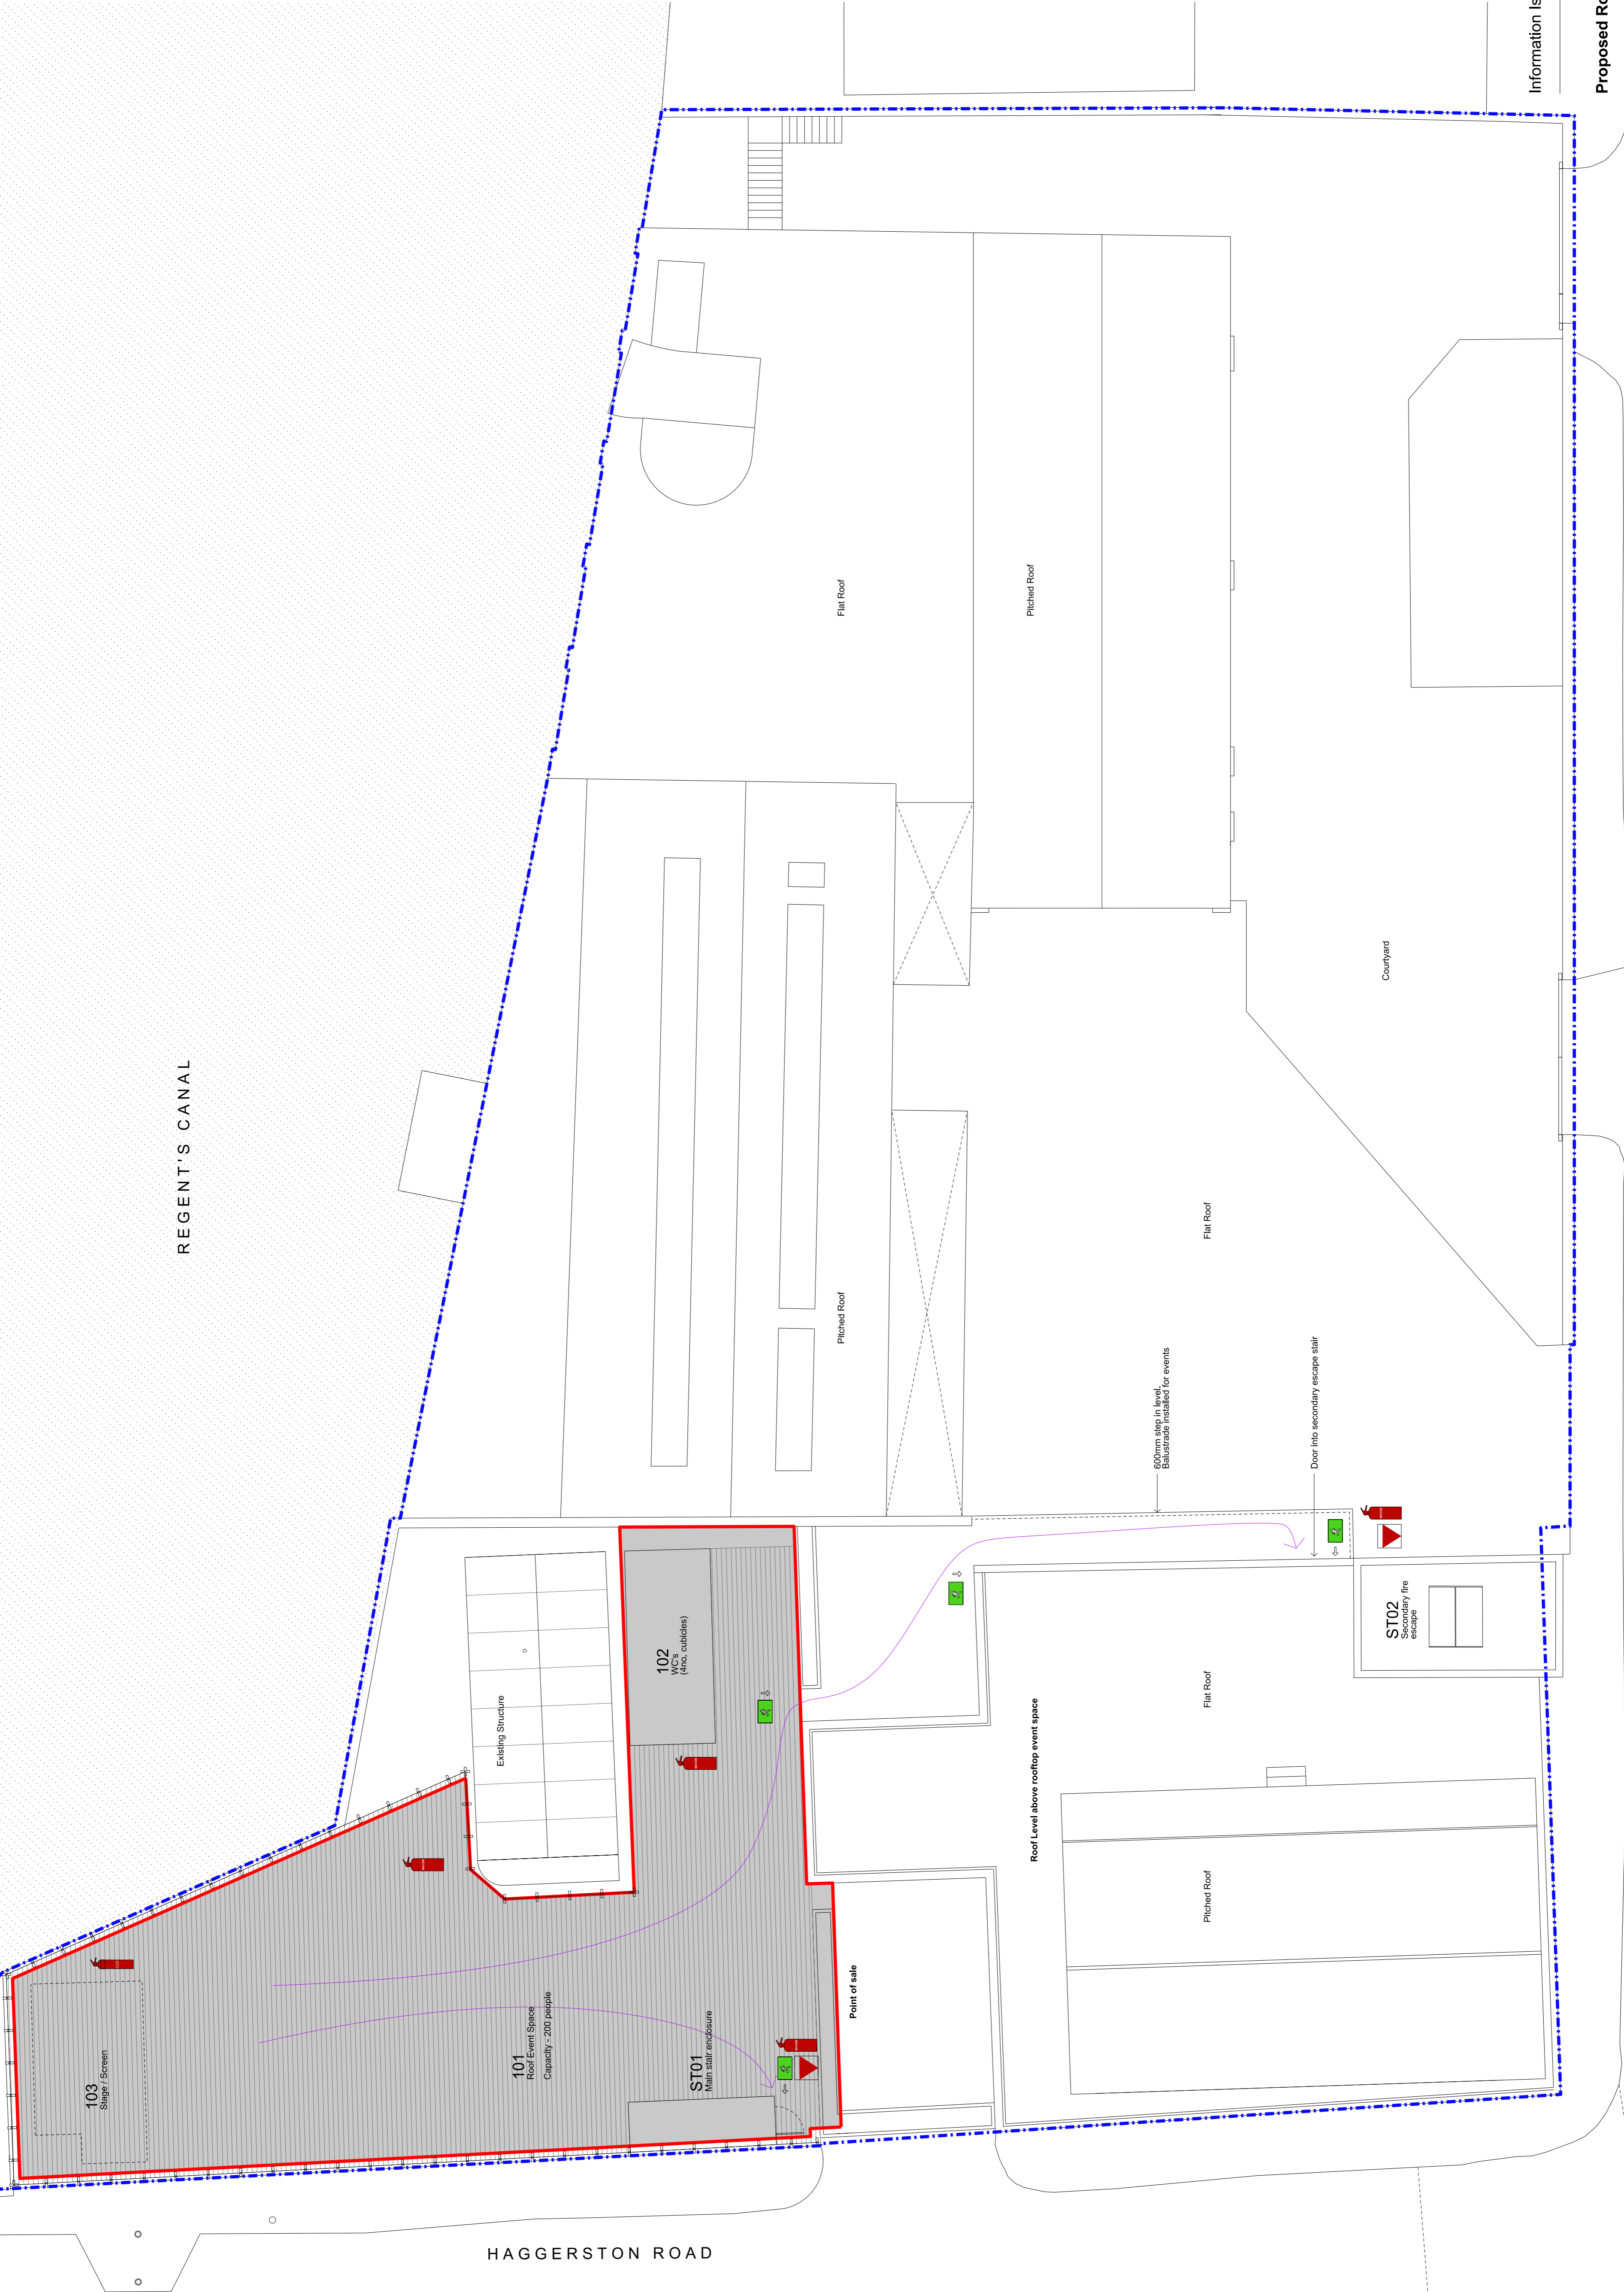 REGENT'S CANAL
Flat Roof
Pitched Roof
Courtyard
Pitched Roof
Flat Roof
600mm step in level.
Balustrade installed for events
Door into secondary escape stair
103
Stage / Screen
101
Roof Event Space
Capacity - 200 people
Existing Structure
102
WC's
(4no. cubicles)
ST01
Main stair enclosure
Point of sale
Roof Level above rooftop event space
Flat Roof
Pitched Roof
ST02
Secondary fire
escape
HAGGERSTON ROAD
Information Is
Proposed Ro